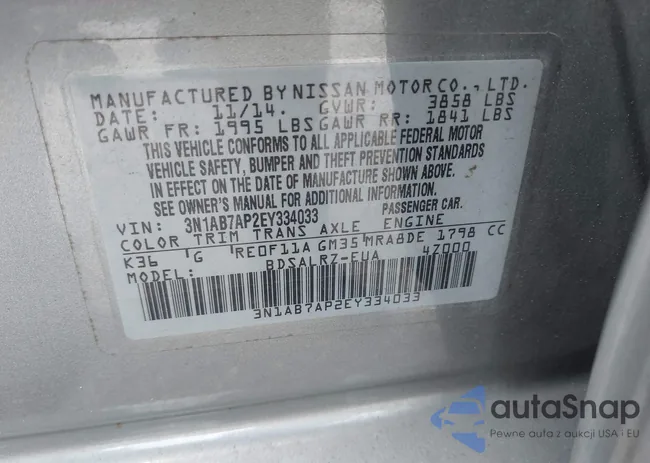 MANUFACTURED BY NISSAN MOTOR CO., LTD.
DATE: 11/14. GVWR: 3858 LBS
GAWR FR: 1995 LBS GAWR RR: 1841 LBS
THIS VEHICLE CONFORMS TO ALL APPLICABLE FEDERAL MOTOR
VEHICLE SAFETY, BUMPER AND THEFT PREVENTION STANDARDS
IN EFFECT ON THE DATE OF MANUFACTURE SHOWN ABOVE.
SEE OWNER'S MANUAL FOR ADDITIONAL INFORMATION.
VIN: 3N1AB7AP2EY334033 PASSENGER CAR.
COLOR TRIM TRANS AXLE ENGINE
K36 G RE0F11A GM35 MRA8DE 1798 CC
MODEL: BDSALRZ-EUA 4Z000
3N1AB7AP2EY334033
autaSnap
Pewne auta z aukcji USA i EU